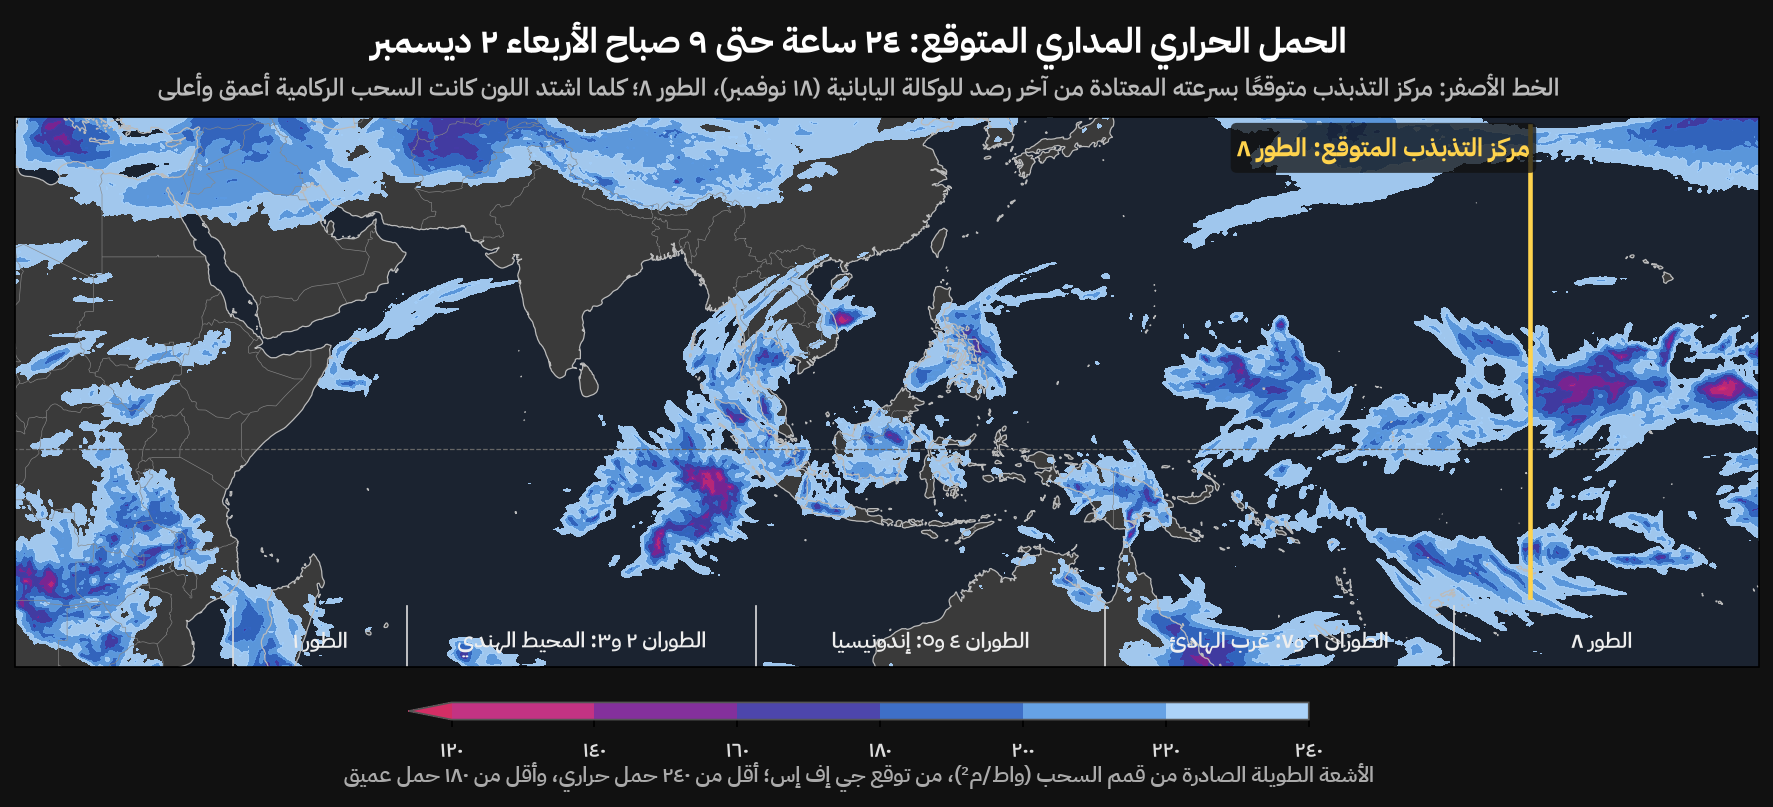 الحمل الحراري المداري المتوقع: ٢٤ ساعة حتى ٩ صباح الأربعاء ٢ ديسمبر
الخط الأصفر: مركز التذبذب متوقعًا بسرعته المعتادة من آخر رصد للوكالة اليابانية (١٨ نوفمبر)، الطور ٨؛ كلما اشتد اللون كانت السحب الركامية أعمق وأعلى
مركز التذبذب المتوقع: الطور ٨
الطور ١
الطوران ٢ و٣: المحيط الهندي
الطوران ٤ و٥: إندونيسيا
الطوران ٦ و٧: غرب الهادئ
الطور ٨
١٢٠ ١٤٠ ١٦٠ ١٨٠ ٢٠٠ ٢٢٠ ٢٤٠
الأشعة الطويلة الصادرة من قمم السحب (واط/م²)، من توقع جي إف إس؛ أقل من ٢٤٠ حمل حراري، وأقل من ١٨٠ حمل عميق